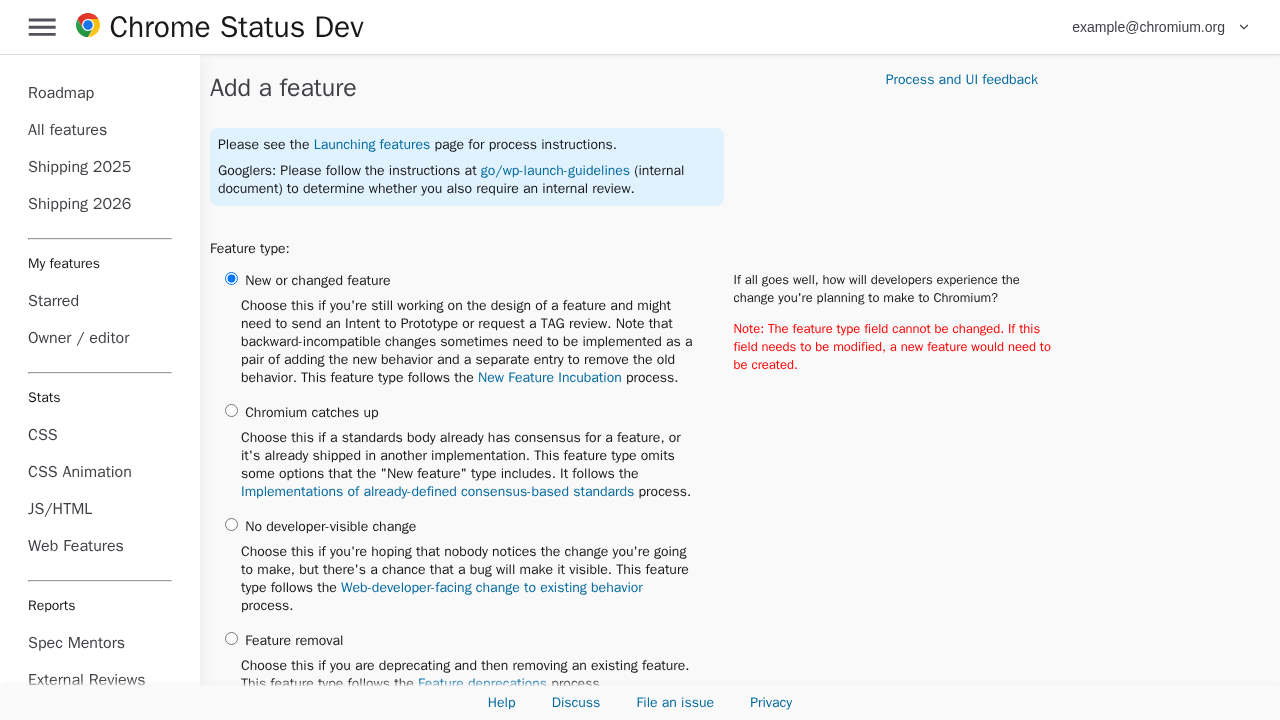 Chrome Status Dev
example@chromium.org
Roadmap
All features
Shipping 2025
Shipping 2026
My features
Starred
Owner / editor
Stats
CSS
CSS Animation
JS/HTML
Web Features
Reports
Spec Mentors
External Reviews
Add a feature
Process and UI feedback
Please see the Launching features page for process instructions.
Googlers: Please follow the instructions at go/wp-launch-guidelines (internal
document) to determine whether you also require an internal review.
Feature type:
New or changed feature
Choose this if you're still working on the design of a feature and might
need to send an Intent to Prototype or request a TAG review. Note that
backward-incompatible changes sometimes need to be implemented as a
pair of adding the new behavior and a separate entry to remove the old
behavior. This feature type follows the New Feature Incubation process.
Chromium catches up
Choose this if a standards body already has consensus for a feature, or
it's already shipped in another implementation. This feature type omits
some options that the "New feature" type includes. It follows the
Implementations of already-defined consensus-based standards process.
No developer-visible change
Choose this if you're hoping that nobody notices the change you're going
to make, but there's a chance that a bug will make it visible. This feature
type follows the Web-developer-facing change to existing behavior
process.
Feature removal
Choose this if you are deprecating and then removing an existing feature.
This feature type follows the Feature deprecations process.
If all goes well, how will developers experience the
change you're planning to make to Chromium?
Note: The feature type field cannot be changed. If this
field needs to be modified, a new feature would need to
be created.
Help
Discuss
File an issue
Privacy